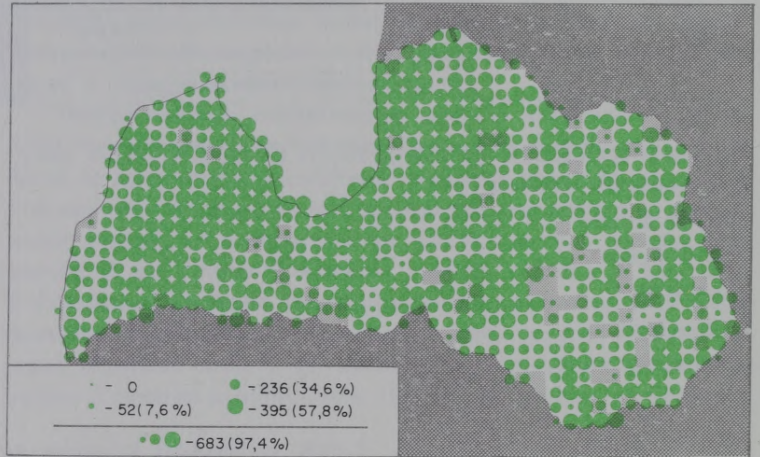 - 0
- 236 (34,6%)
- 52 (7,6%)
- 395 (57,8%)
- 683 (97,4%)